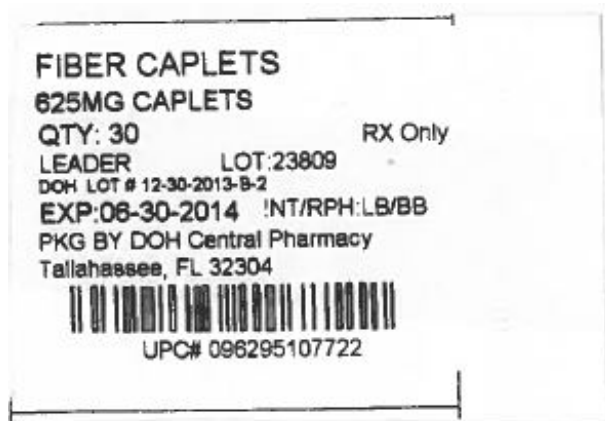 FIBER CAPLETS
625MG CAPLETS
QTY: 30 RX Only
LEADER LOT:23809
DOH LOT # 12-30-2013-B-2
EXP:06-30-2014 !NT/RPH:LB/BB
PKG BY DOH Central Pharmacy
Tallahassee, FL 32304
UPC# 096295107722